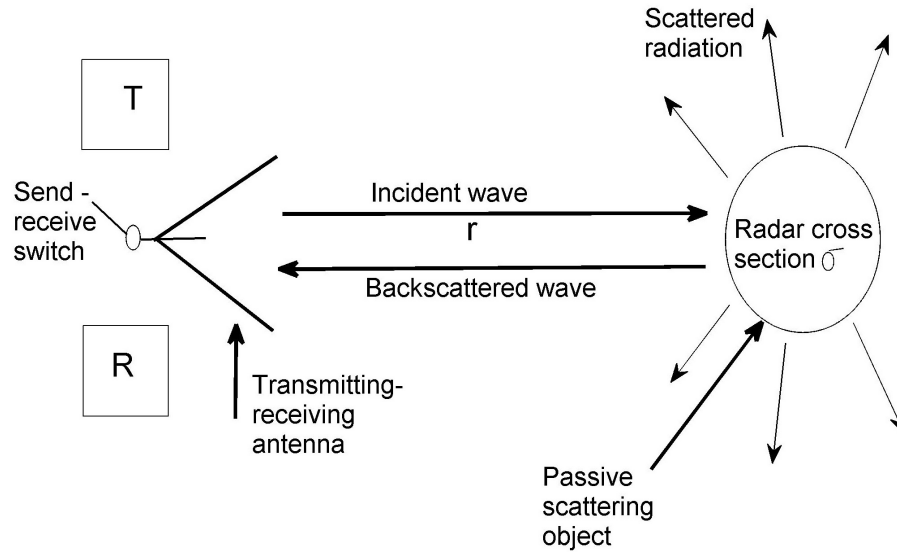 Scattered
radiation
T
Send -
receive
switch
Incident wave
r
Radar cross
section σ
Backscattered wave
R
Transmitting-
receiving
antenna
Passive
scattering
object